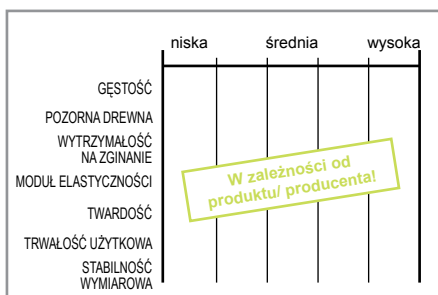 niska średnia wysoka
GĘSTOŚĆ
POZORNA DREWNA
WYTRZYMAŁOŚĆ
NA ZGINANIE
MODUŁ ELASTYCZNOŚCI
TWARDOŚĆ
TRWAŁOŚĆ UŻYTKOWA
STABILNOŚĆ
WYMIAROWA
W zależności od
produktu/ producenta!